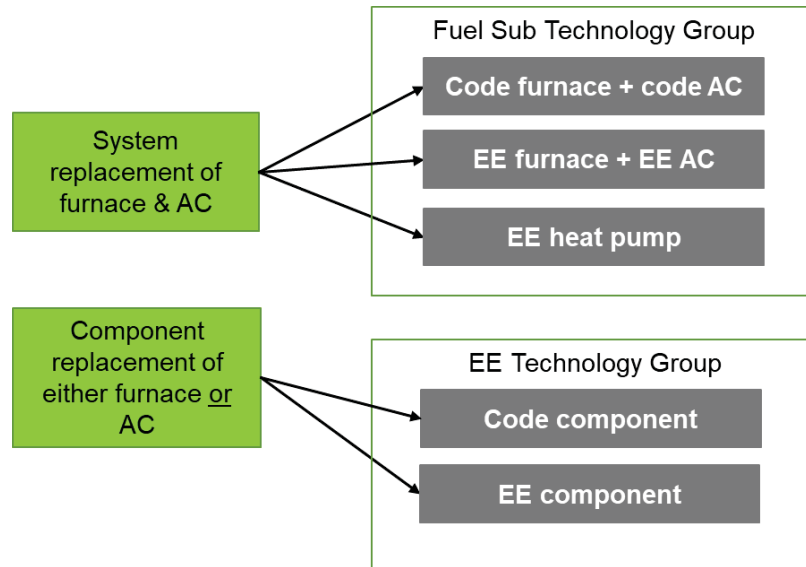 Fuel Sub Technology Group
Code furnace + code AC
System
replacement of
furnace & AC
EE furnace + EE AC
EE heat pump
Component
replacement of
either furnace or
AC
EE Technology Group
Code component
EE component